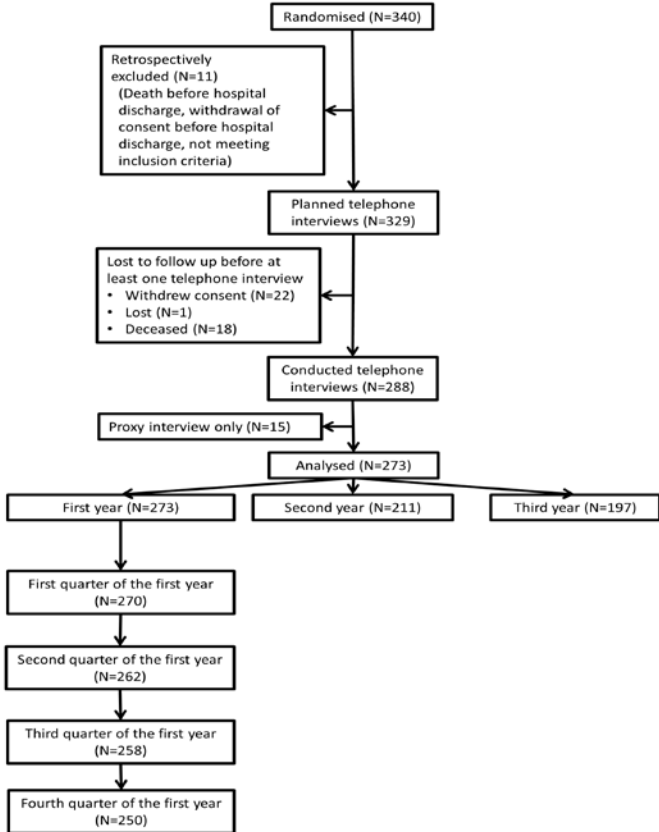 Randomised (N=340)
Retrospectively
excluded (N=11)
(Death before hospital
discharge, withdrawal of
consent before hospital
discharge, not meeting
inclusion criteria)
Planned telephone
interviews (N=329)
Lost to follow up before at
least one telephone interview
• Withdrew consent (N=22)
• Lost (N=1)
• Deceased (N=18)
Conducted telephone
interviews (N=288)
Proxy interview only (N=15)
Analysed (N=273)
First year (N=273)
Second year (N=211)
Third year (N=197)
First quarter of the first year
(N=270)
Second quarter of the first year
(N=262)
Third quarter of the first year
(N=258)
Fourth quarter of the first year
(N=250)